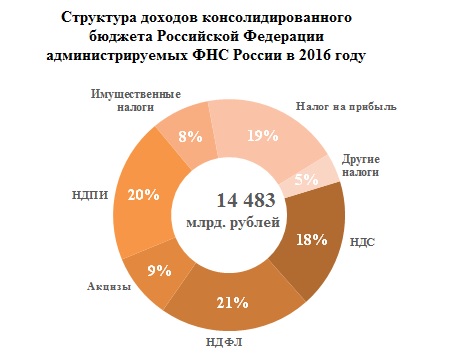 Структура доходов консолидированного
бюджета Российской Федерации
администрируемых ФНС России в 2016 году
Имущественные
налоги
8%
Налог на прибыль
19%
Другие
налоги
5%
НДПИ
20%
14 483
млрд. рублей
18%
НДС
Акцизы
9%
21%
НДФЛ